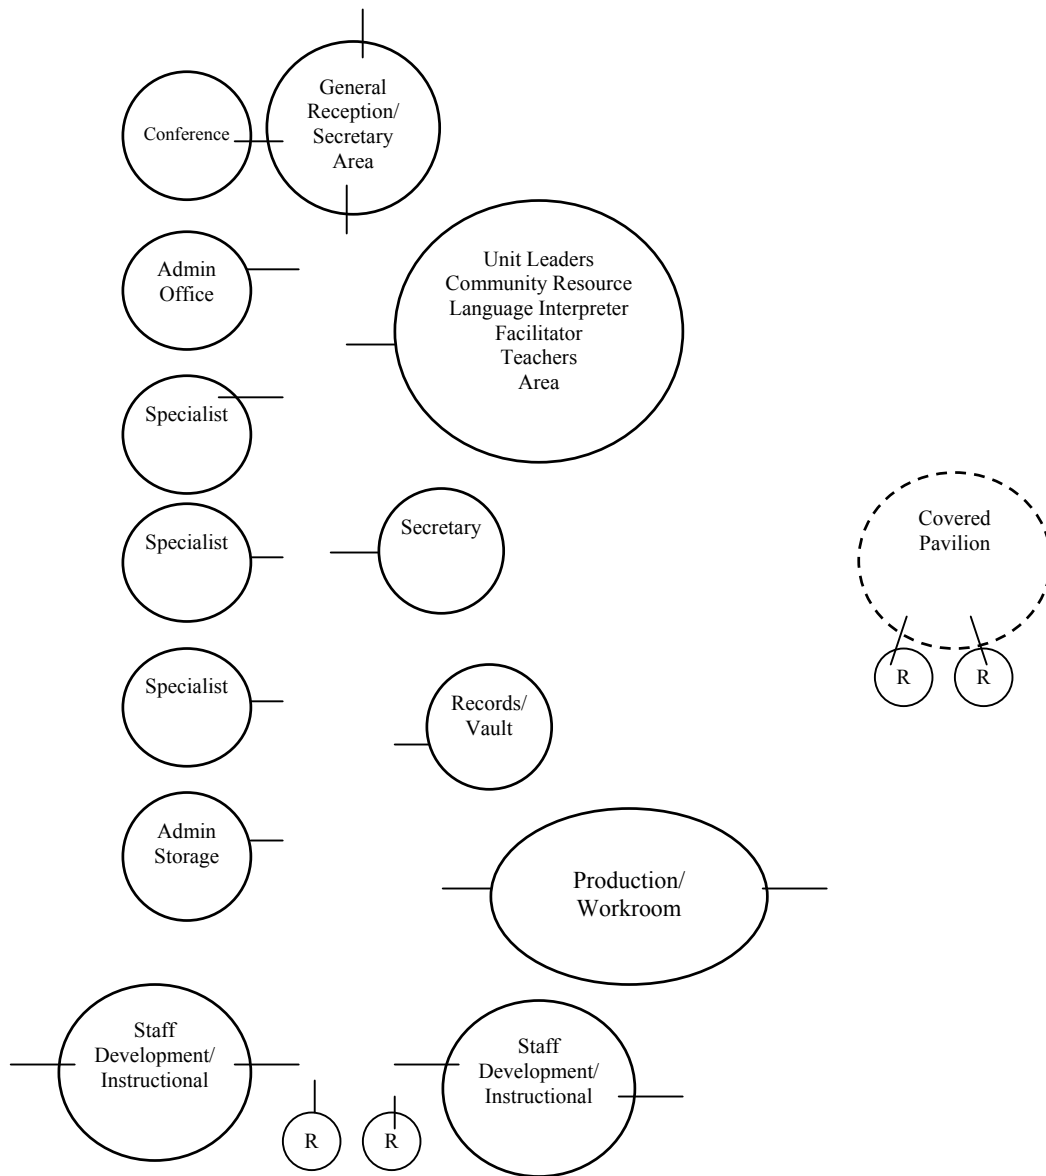 General
Reception/
Secretary
Area
Conference
Unit Leaders
Community Resource
Language Interpreter
Facilitator
Teachers
Area
Admin
Office
Specialist
Specialist
Secretary
Covered
Pavilion
R
R
Specialist
Records/
Vault
Admin
Storage
Production/
Workroom
Staff
Development/
Instructional
Staff
Development/
Instructional
R
R